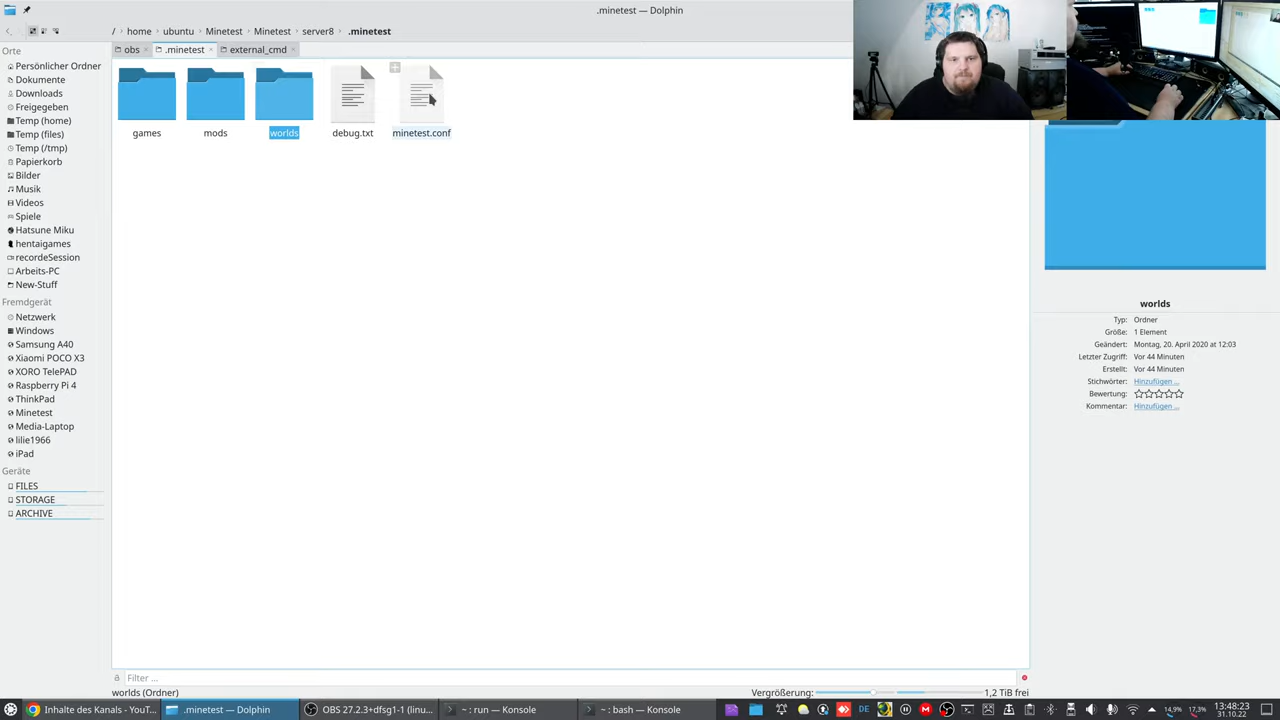 .minetest — Dolphin
/ › home › ubuntu › Minetest › Minetest › server8 › .minetest
Orte
obs
.minetest
external_cmd
Persönlicher Ordner
Dokumente
Downloads
Freigegeben
Temp (home)
Temp (files)
Temp (/tmp)
Papierkorb
Bilder
Musik
Videos
Spiele
Hatsune Miku
hentaigames
recordeSession
Arbeits-PC
New-Stuff
Fremdgerät
Netzwerk
Windows
Samsung A40
Xiaomi POCO X3
XORO TelePAD
Raspberry Pi 4
ThinkPad
Minetest
Media-Laptop
lilie1966
iPad
Geräte
FILES
STORAGE
ARCHIVE
games
mods
worlds
debug.txt
minetest.conf
worlds
Typ: Ordner
Größe: 1 Element
Geändert: Montag, 20. April 2020 at 12:03
Letzter Zugriff: Vor 44 Minuten
Erstellt: Vor 44 Minuten
Stichwörter: Hinzufügen ...
Bewertung:
Kommentar: Hinzufügen ...
Filter ...
worlds (Ordner)
Vergrößerung:
1,2 TiB frei
Inhalte des Kanals - YouT...
.minetest — Dolphin
OBS 27.2.3+dfsg1-1 (linu...
~ : run — Konsole
~ : bash — Konsole
DE
14,9%
17,3%
13:48:23
31.10.22